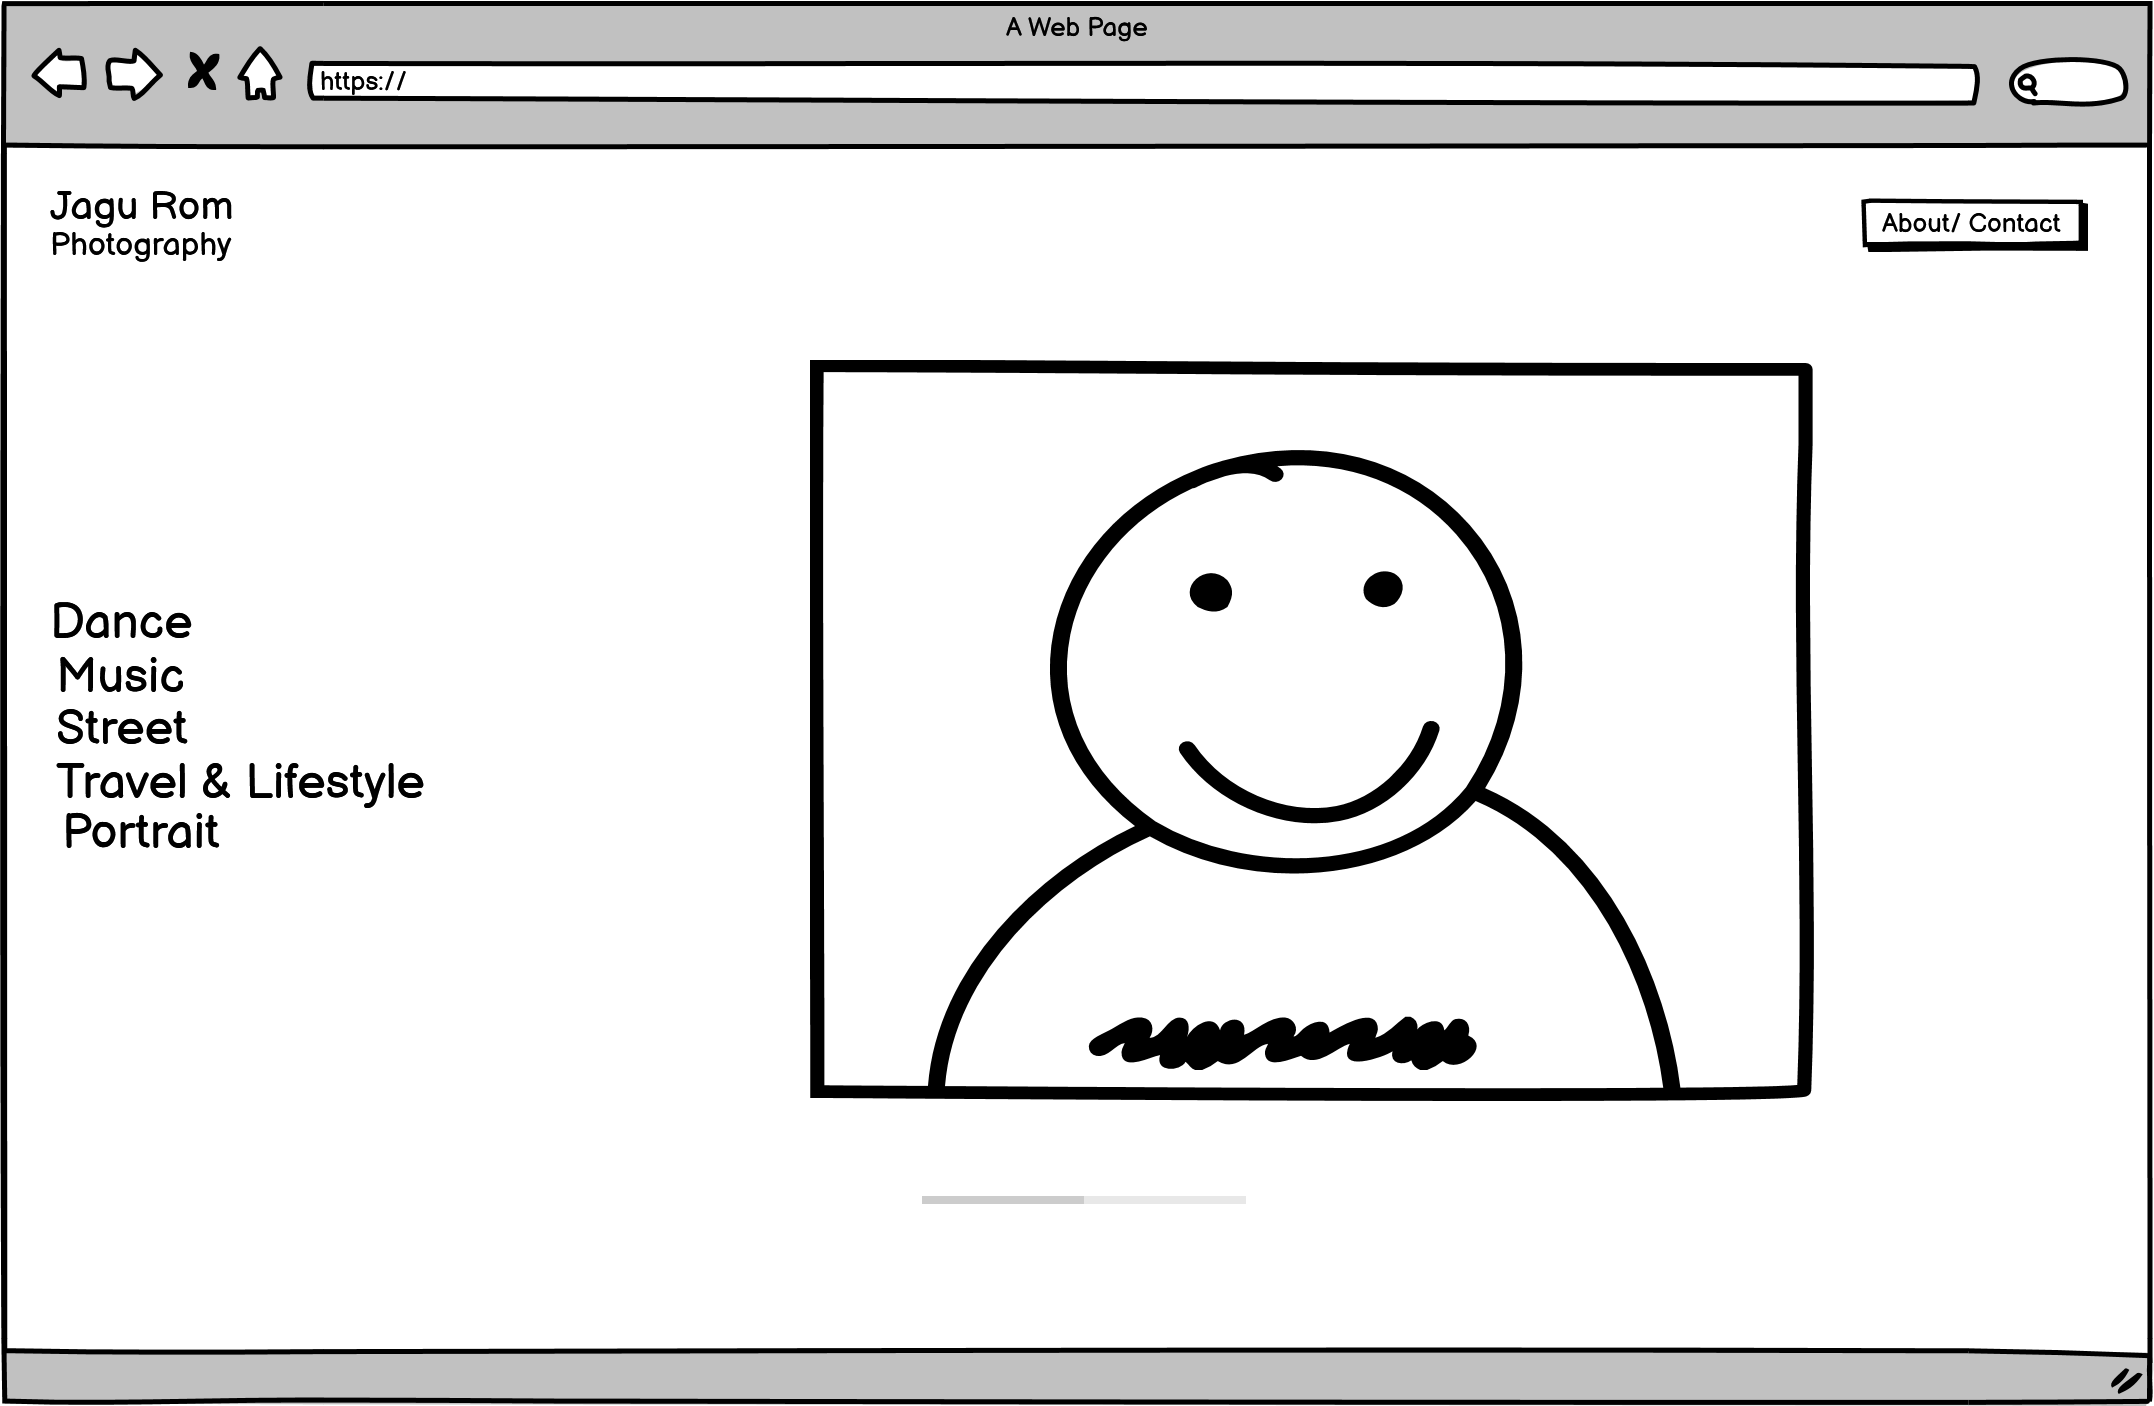 A Web Page
https://
Jagu Rom
Photography
About/ Contact
Dance
Music
Street
Travel & Lifestyle
Portrait